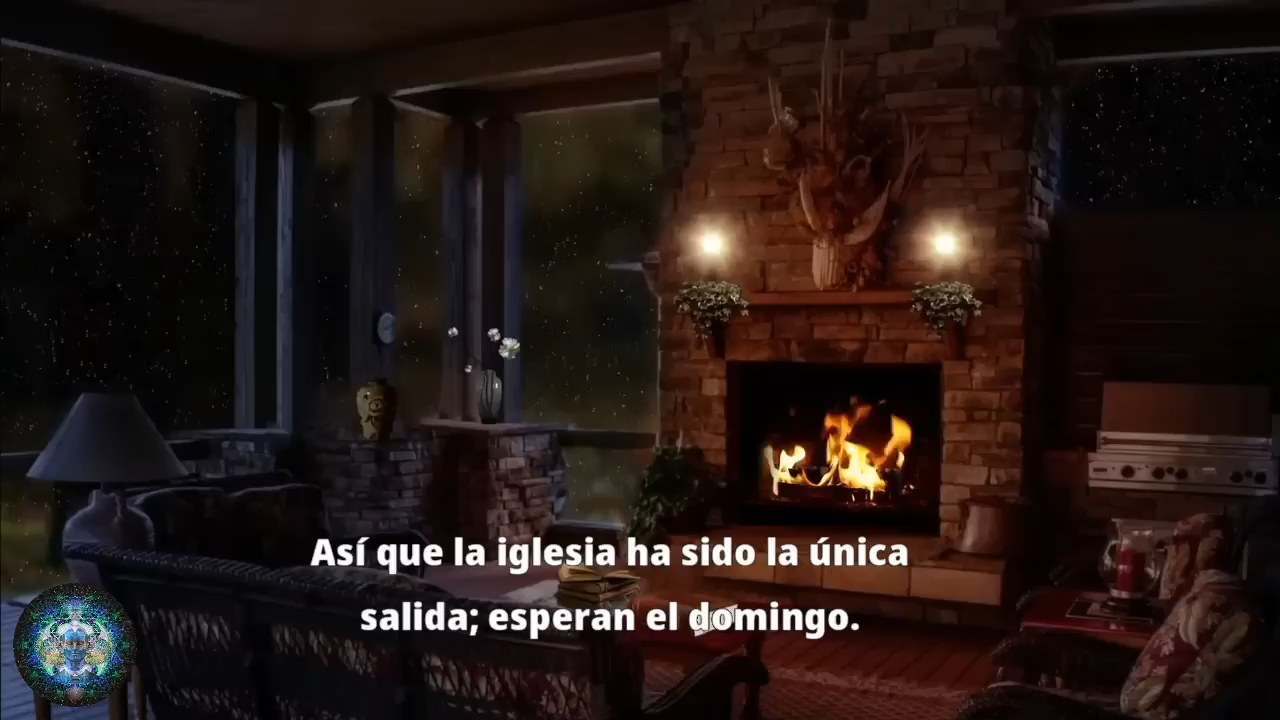 Así que la iglesia ha sido la única
salida; esperan el domingo.